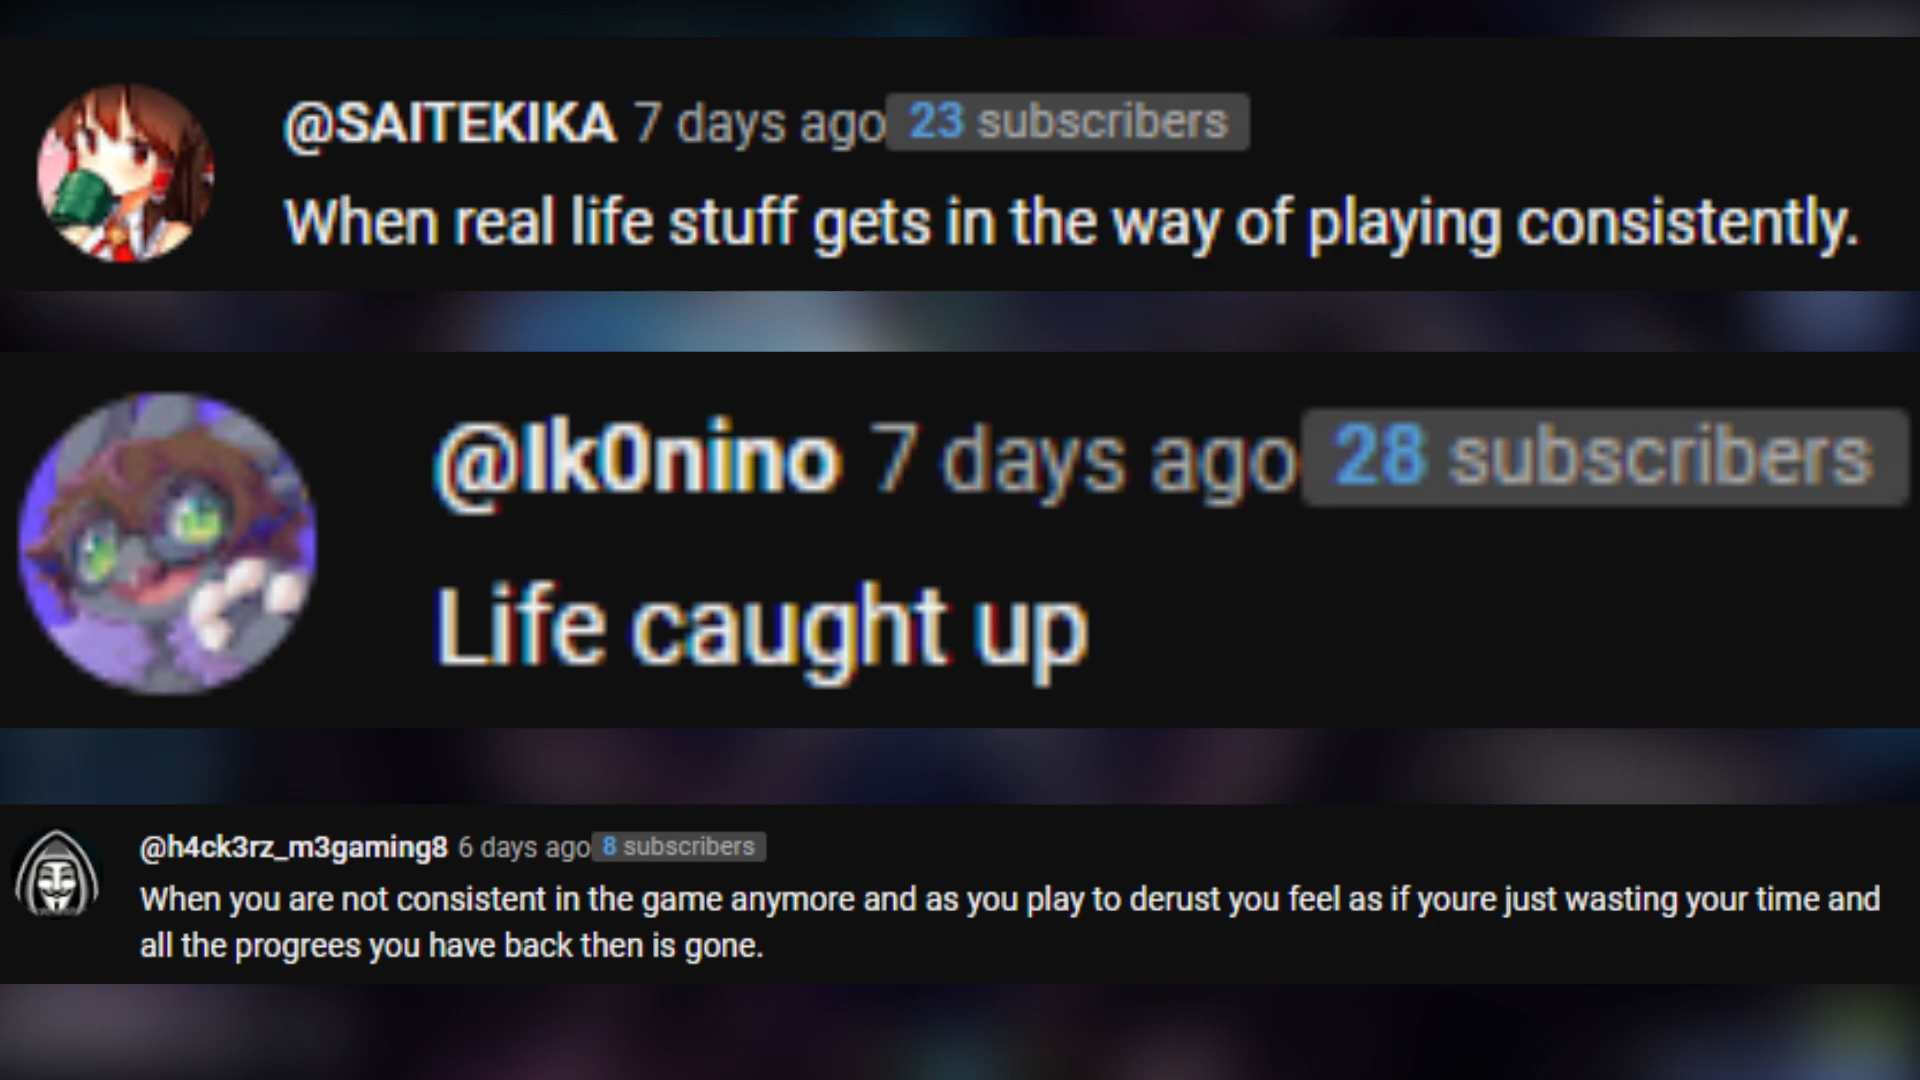 @SAITEKIKA 7 days ago 23 subscribers
When real life stuff gets in the way of playing consistently.
@Ik0nino 7 days ago 28 subscribers
Life caught up
@h4ck3rz_m3gaming8 6 days ago 8 subscribers
When you are not consistent in the game anymore and as you play to derust you feel as if youre just wasting your time and
all the progrees you have back then is gone.